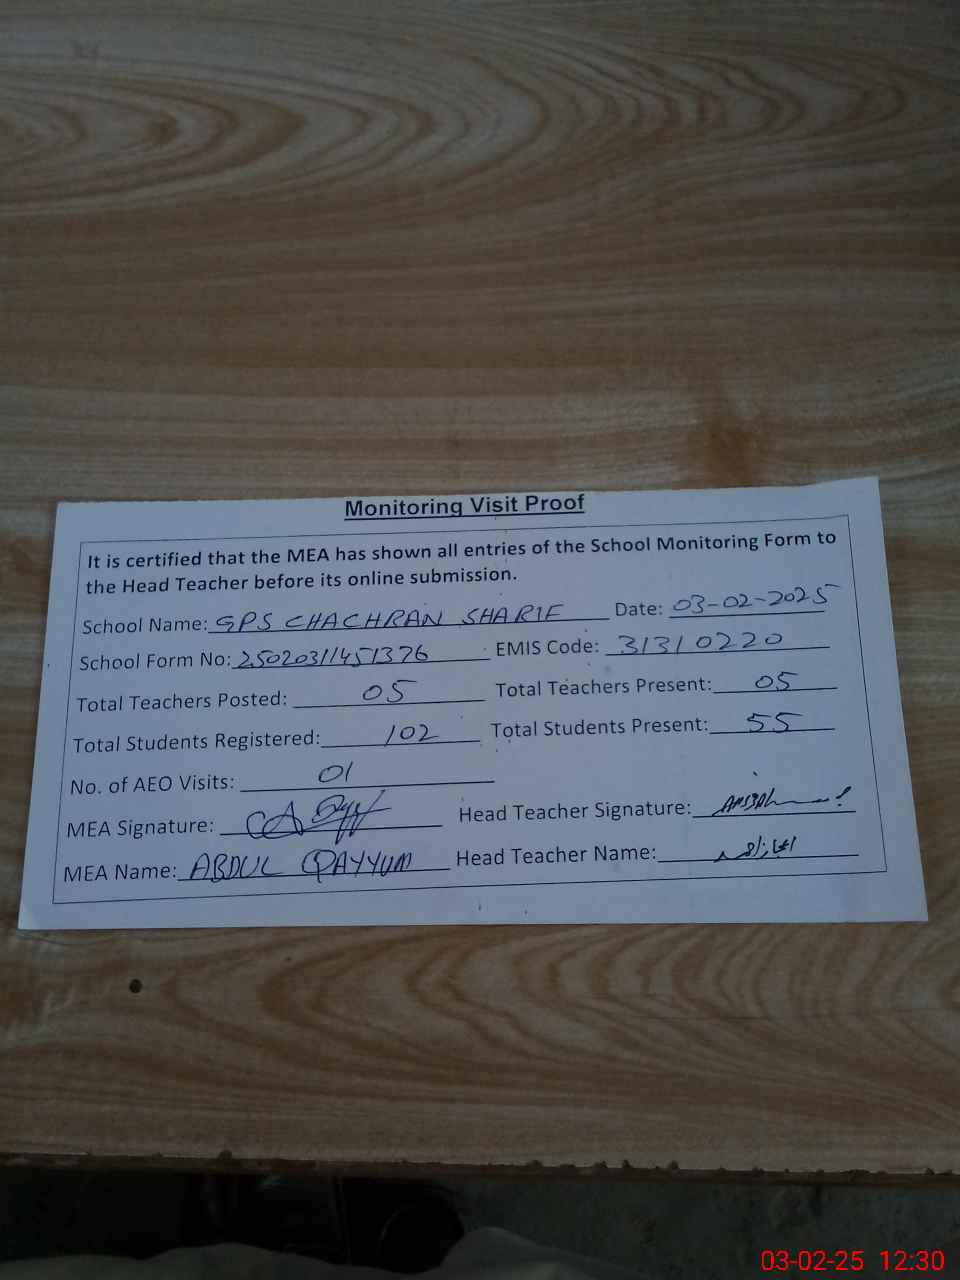 Monitoring Visit Proof
It is certified that the MEA has shown all entries of the School Monitoring Form to
the Head Teacher before its online submission.
School Name: GPS CHACHRAN SHARIF Date: 03-02-2025
School Form No: 25020311451376 EMIS Code: 31310220
Total Teachers Posted: 05 Total Teachers Present: 05
Total Students Registered: 102 Total Students Present: 55
No. of AEO Visits: 01
MEA Signature: Head Teacher Signature:
MEA Name: ABDUL QAYYUM Head Teacher Name:
03-02-25 12:30